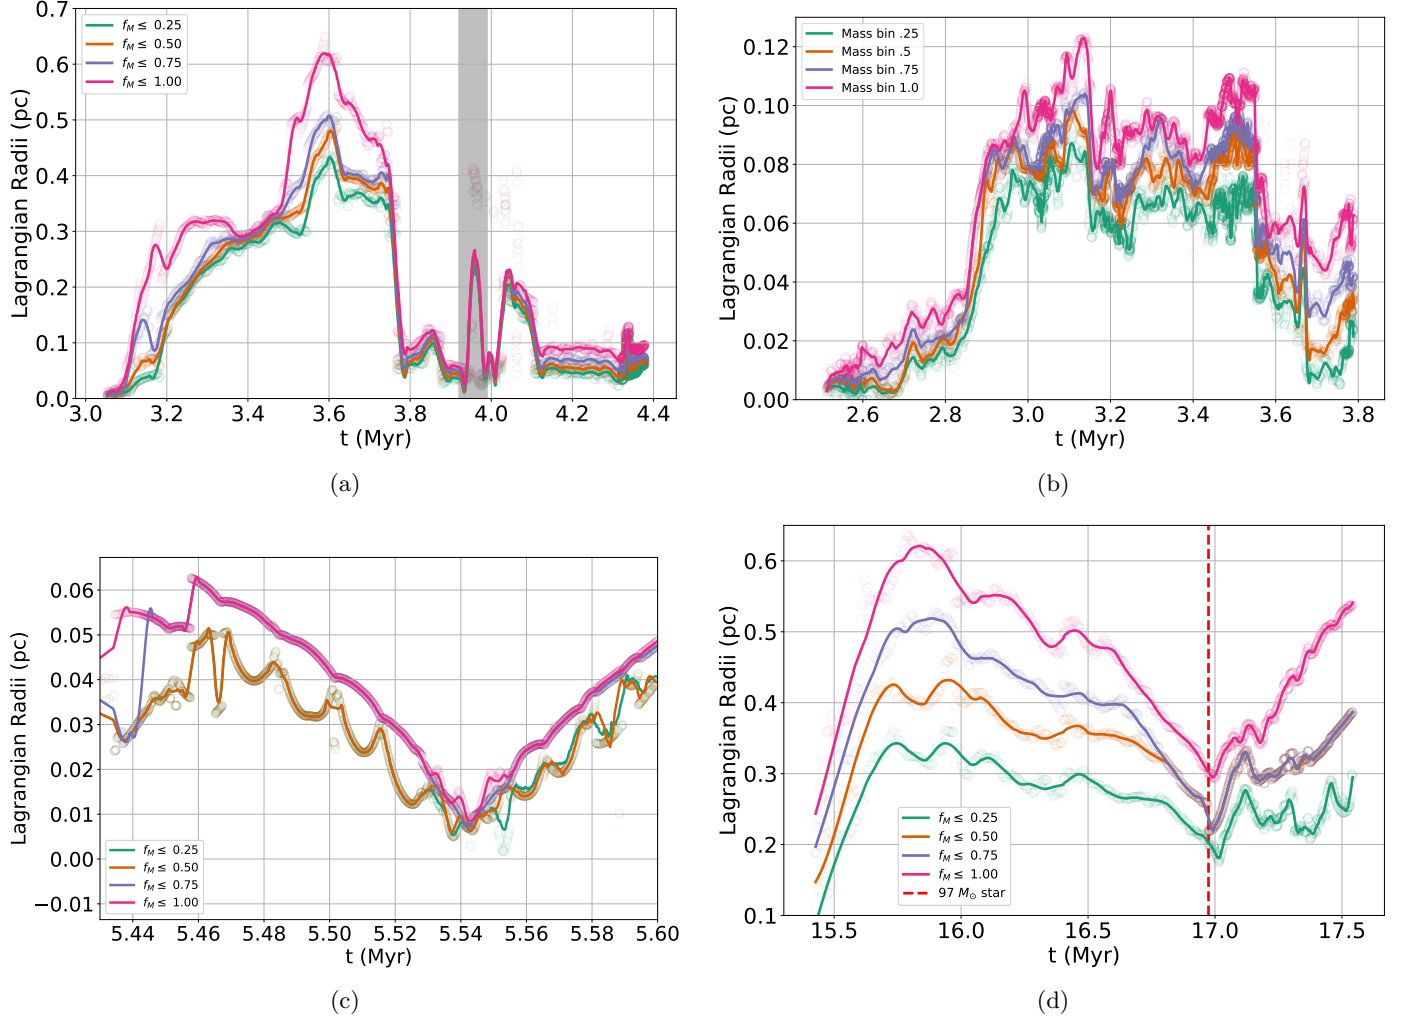 0.7
0.6
0.5
0.4
0.3
0.2
0.1
0.0
Lagrangian Radii (pc)
f_M ≤ 0.25
f_M ≤ 0.50
f_M ≤ 0.75
f_M ≤ 1.00
3.0 3.2 3.4 3.6 3.8 4.0 4.2 4.4
t (Myr)
(a)
0.12
0.10
0.08
0.06
0.04
0.02
0.00
Lagrangian Radii (pc)
Mass bin .25
Mass bin .5
Mass bin .75
Mass bin 1.0
2.6 2.8 3.0 3.2 3.4 3.6 3.8
t (Myr)
(b)
0.06
0.05
0.04
0.03
0.02
0.01
0.00
−0.01
Lagrangian Radii (pc)
f_M ≤ 0.25
f_M ≤ 0.50
f_M ≤ 0.75
f_M ≤ 1.00
5.44 5.46 5.48 5.50 5.52 5.54 5.56 5.58 5.60
t (Myr)
(c)
0.6
0.5
0.4
0.3
0.2
0.1
Lagrangian Radii (pc)
f_M ≤ 0.25
f_M ≤ 0.50
f_M ≤ 0.75
f_M ≤ 1.00
97 M_⊙ star
15.5 16.0 16.5 17.0 17.5
t (Myr)
(d)